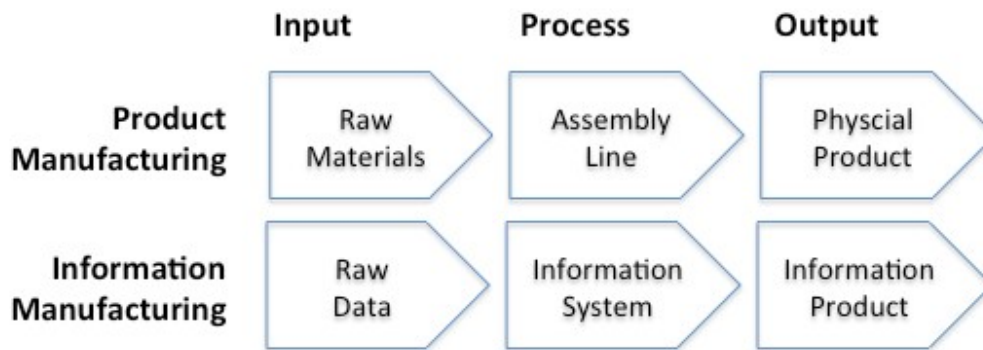 Input Process Output
Product Manufacturing
Raw Materials
Assembly Line
Physcial Product
Information Manufacturing
Raw Data
Information System
Information Product